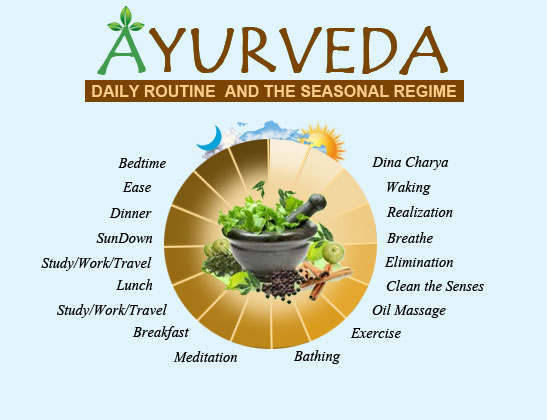 AYURVEDA
DAILY ROUTINE AND THE SEASONAL REGIME
Dina Charya
Waking
Realization
Breathe
Elimination
Clean the Senses
Oil Massage
Exercise
Bathing
Meditation
Breakfast
Study/Work/Travel
Lunch
Study/Work/Travel
SunDown
Dinner
Ease
Bedtime